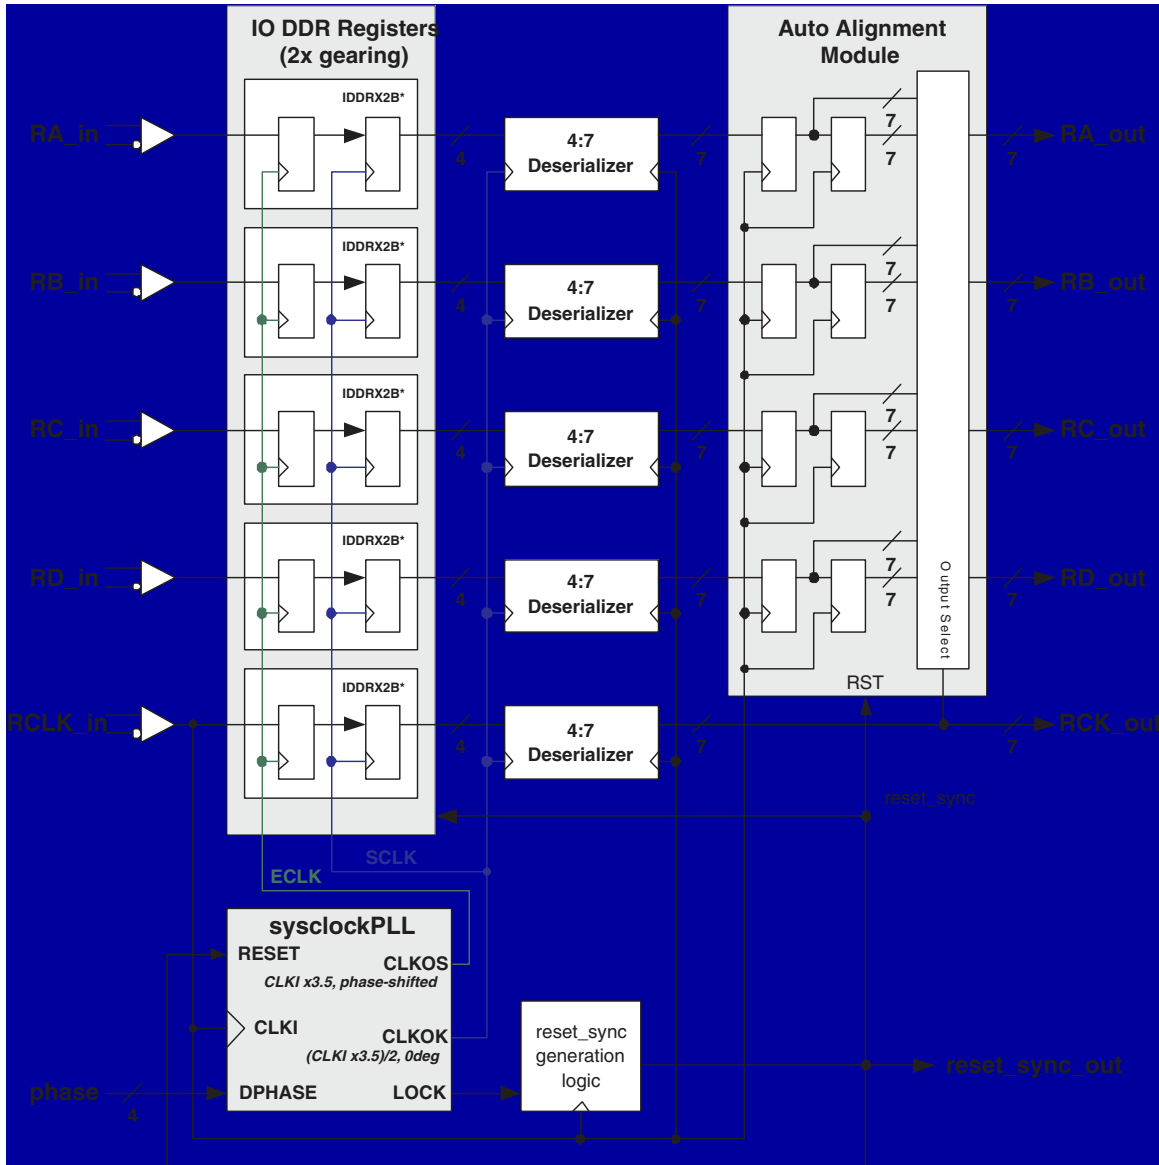 IO DDR Registers
(2x gearing)
Auto Alignment
Module
IDDRX2B*
RA_in
4
4:7
Deserializer
7
7
7
7
RA_out
IDDRX2B*
RB_in
4
4:7
Deserializer
7
7
7
7
RB_out
IDDRX2B*
RC_in
4
4:7
Deserializer
7
7
7
7
RC_out
IDDRX2B*
RD_in
4
4:7
Deserializer
7
7
7
7
RD_out
Output Select
RST
IDDRX2B*
RCLK_in
4
4:7
Deserializer
7
7
RCK_out
reset_sync
SCLK
ECLK
sysclockPLL
RESET
CLKOS
CLKI x3.5, phase-shifted
CLKI
CLKOK
(CLKI x3.5)/2, 0deg
DPHASE
LOCK
phase
4
reset_sync
generation
logic
reset_sync_out